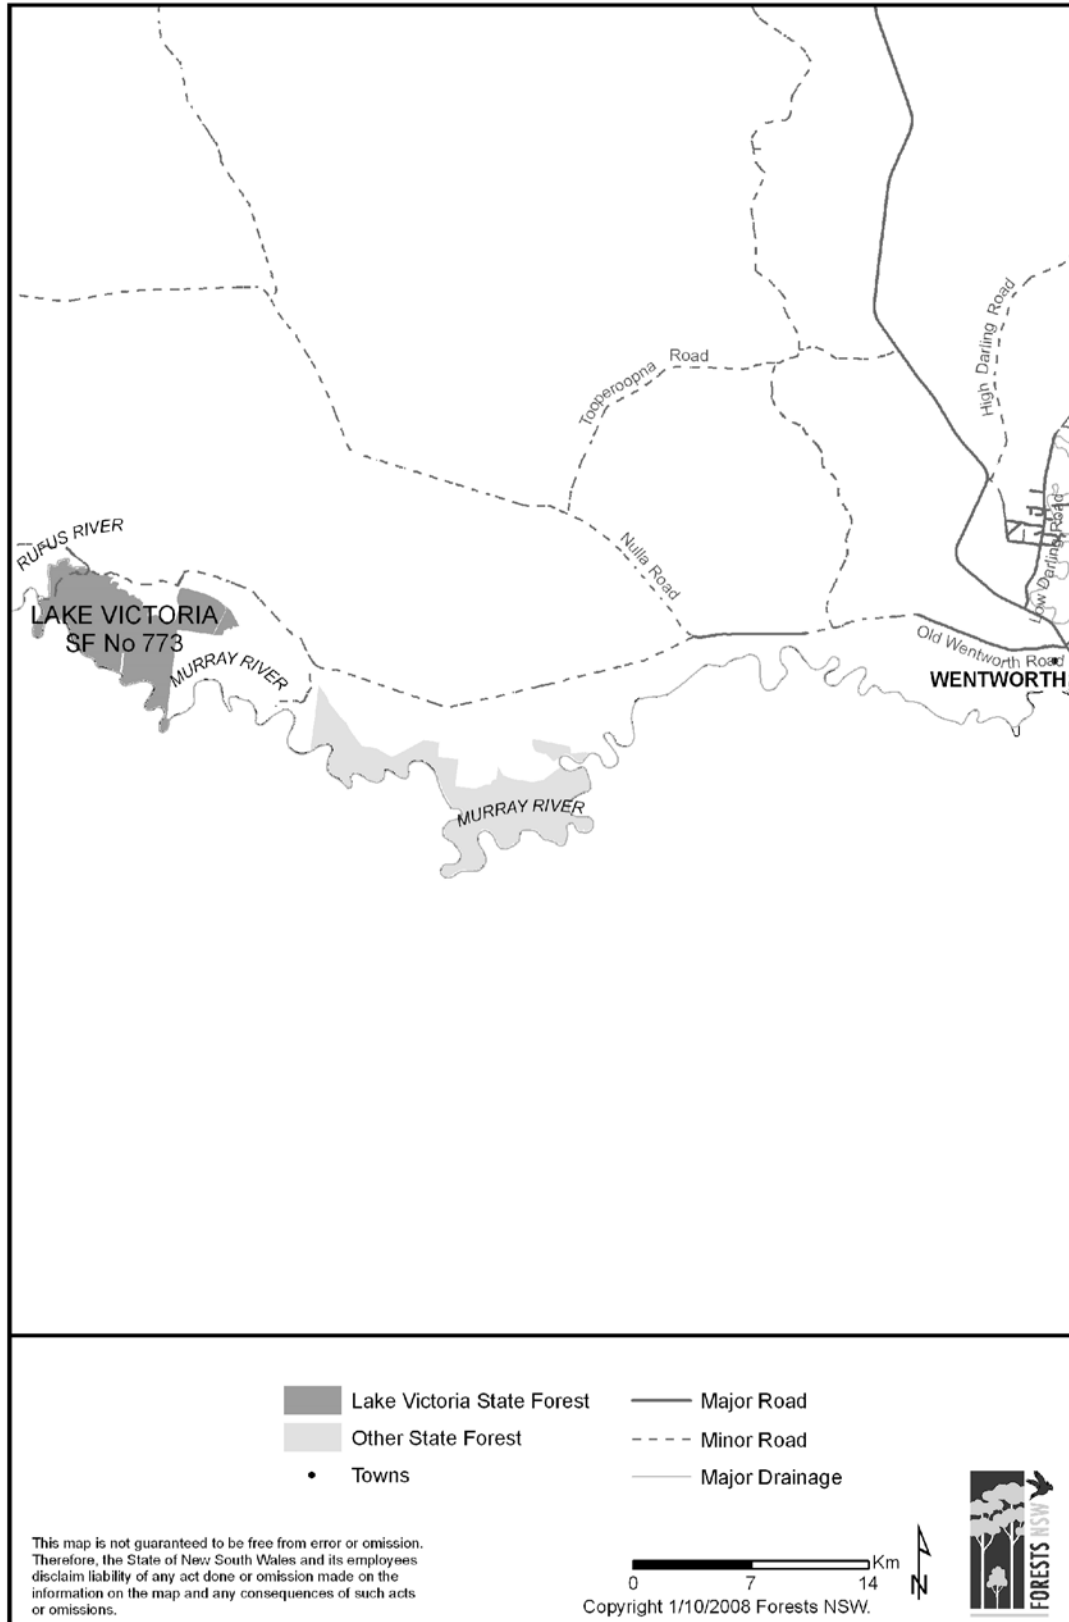 High Darling Road
Tooperoopna Road
Low Darling Road
RUFUS RIVER
Nulla Road
LAKE VICTORIA
SF No 773
MURRAY RIVER
Old Wentworth Road
WENTWORTH
MURRAY RIVER
Lake Victoria State Forest
Other State Forest
Towns
Major Road
Minor Road
Major Drainage
This map is not guaranteed to be free from error or omission.
Therefore, the State of New South Wales and its employees
disclaim liability of any act done or omission made on the
information on the map and any consequences of such acts
or omissions.
Km
0 7 14
N
Copyright 1/10/2008 Forests NSW.
FORESTS NSW